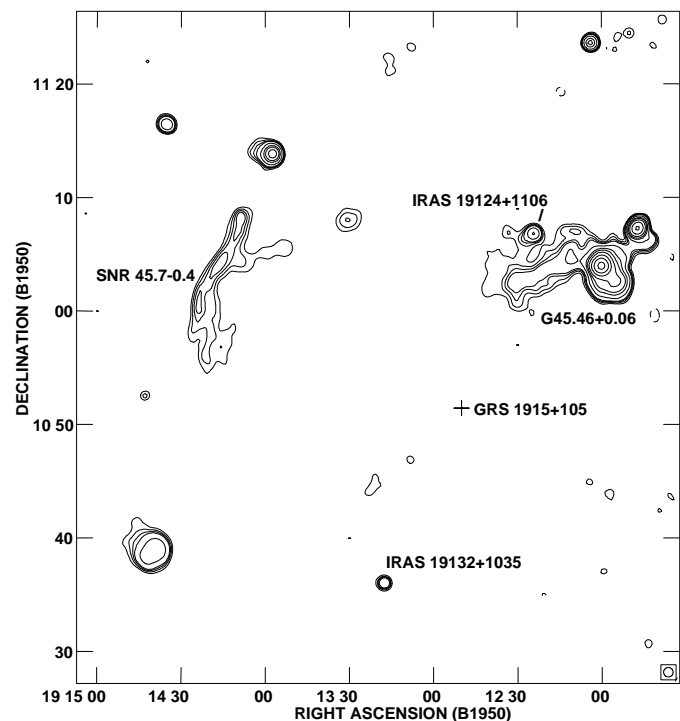 11 20
10
IRAS 19124+1106
SNR 45.7-0.4
00
G45.46+0.06
DECLINATION (B1950)
GRS 1915+105
10 50
40
IRAS 19132+1035
30
19 15 00 14 30 00 13 30 00 12 30 00
RIGHT ASCENSION (B1950)